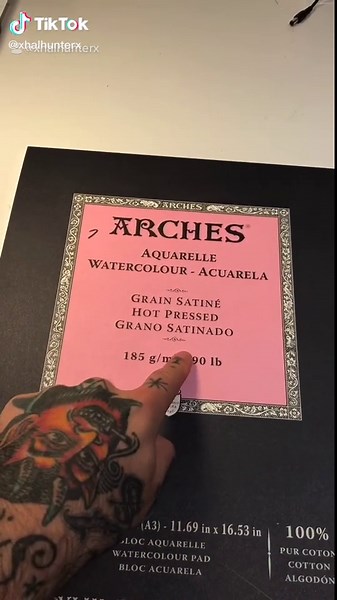 TikTok
@xhalhunterx
@xhalhunterx
ARCHES
ARCHES®
AQUARELLE
WATERCOLOUR - ACUARELA
GRAIN SATINÉ
HOT PRESSED
GRANO SATINADO
185 g/m 90 lb
(A3) - 11.69 in x 16.53 in
BLOC AQUARELLE
WATERCOLOUR PAD
BLOC ACUARELA
100%
PUR COTON
COTTON
ALGODÓN